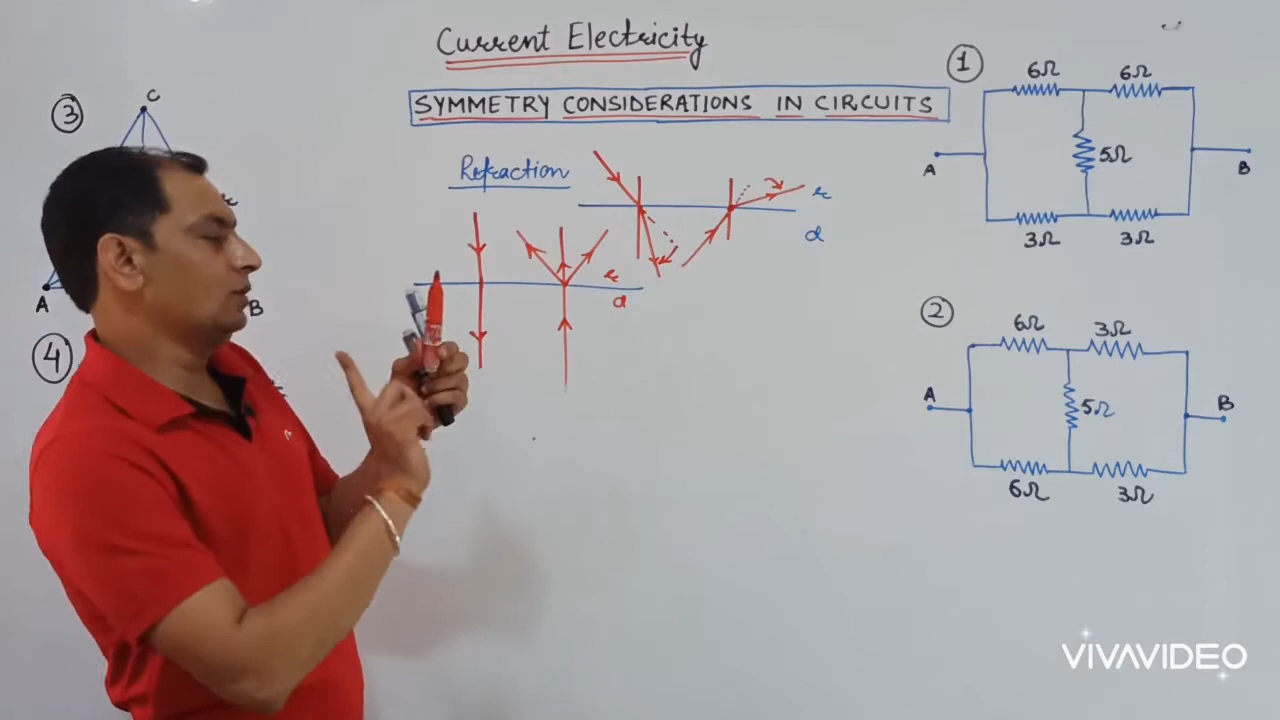 Current Electricity
SYMMETRY CONSIDERATIONS IN CIRCUITS
Refraction
r
d
r
d
3
C
A
B
4
1
6Ω
6Ω
5Ω
A
B
3Ω
3Ω
2
6Ω
3Ω
A
5Ω
B
6Ω
3Ω
VIVAVIDEO